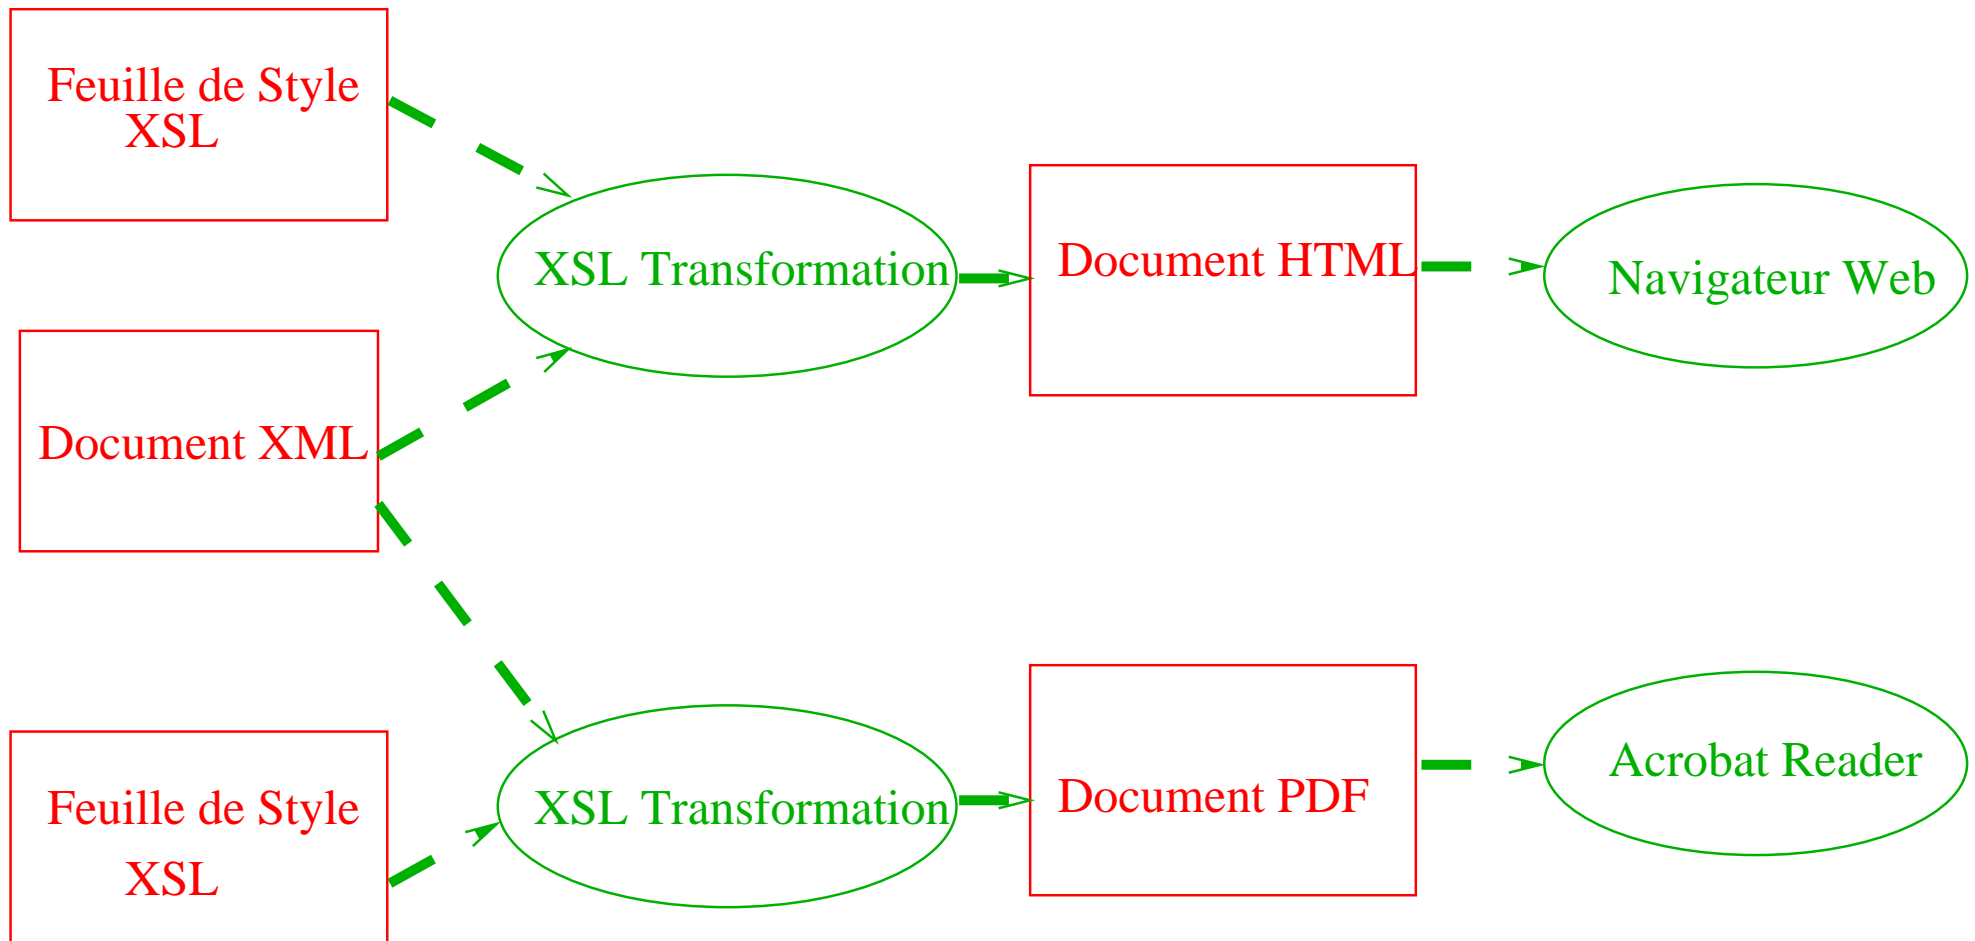 Feuille de Style
XSL
XSL Transformation
Document HTML
Navigateur Web
Document XML
Feuille de Style
XSL
XSL Transformation
Document PDF
Acrobat Reader